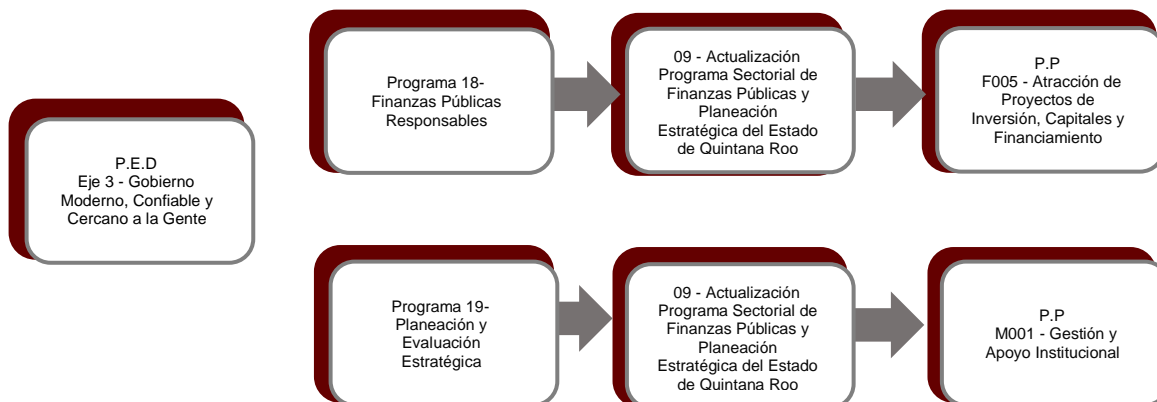 P.E.D
Eje 3 - Gobierno
Moderno, Confiable y
Cercano a la Gente
Programa 18-
Finanzas Públicas
Responsables
09 - Actualización
Programa Sectorial de
Finanzas Públicas y
Planeación
Estratégica del Estado
de Quintana Roo
P.P
F005 - Atracción de
Proyectos de
Inversión, Capitales y
Financiamiento
Programa 19-
Planeación y
Evaluación
Estratégica
09 - Actualización
Programa Sectorial de
Finanzas Públicas y
Planeación
Estratégica del Estado
de Quintana Roo
P.P
M001 - Gestión y
Apoyo Institucional